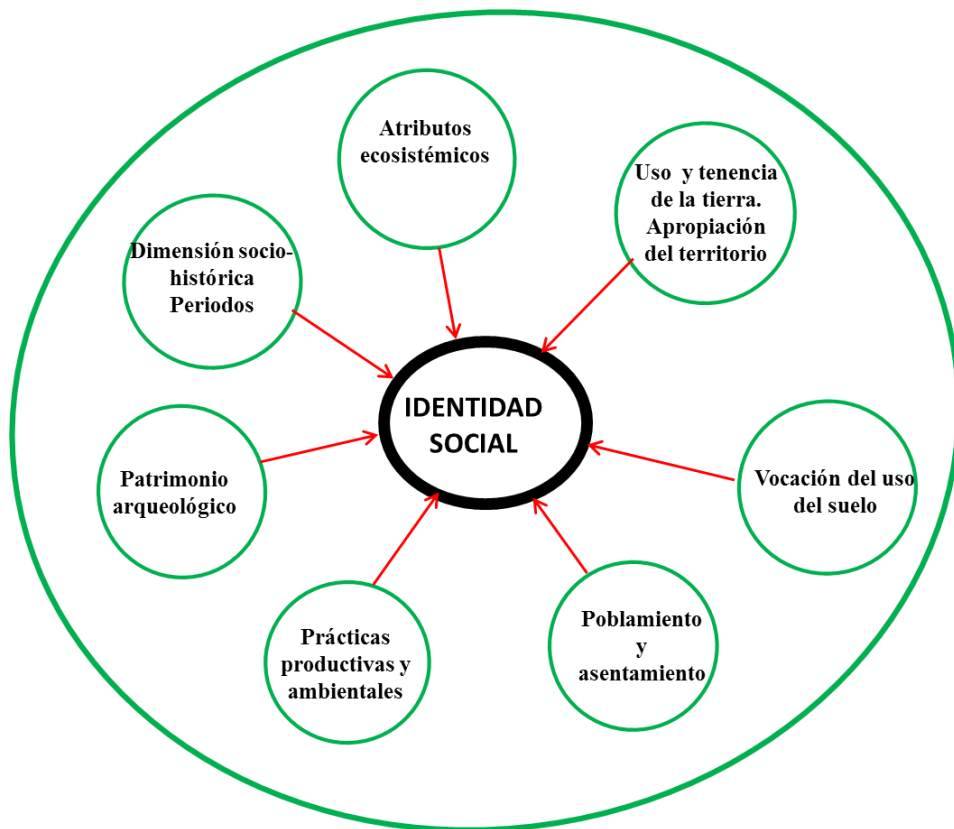 Atributos
ecosistémicos
Uso y tenencia
de la tierra.
Apropiación
del territorio
Dimensión socio-
histórica
Periodos
IDENTIDAD
SOCIAL
Patrimonio
arqueológico
Vocación del uso
del suelo
Prácticas
productivas y
ambientales
Poblamiento
y
asentamiento